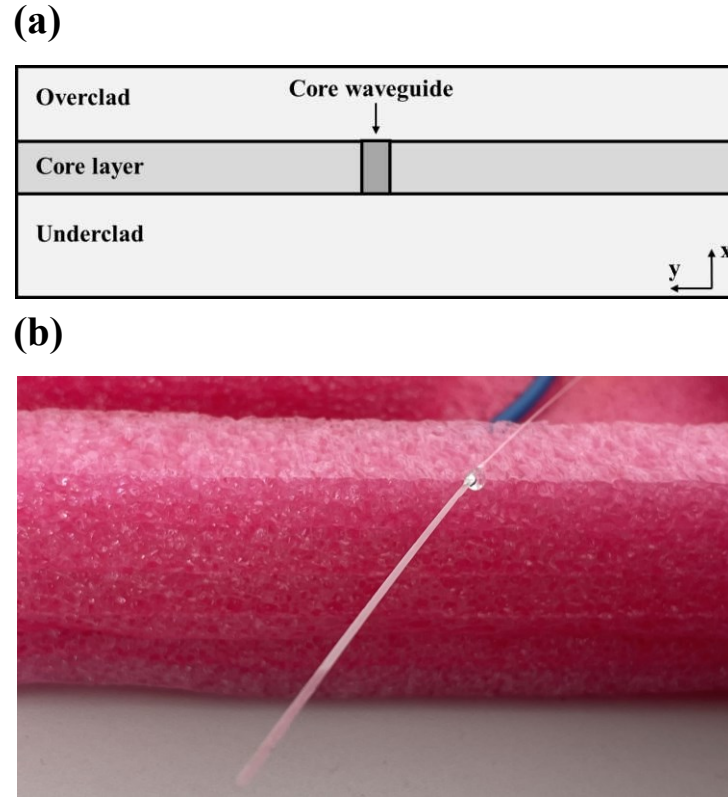 (a)
Overclad
Core waveguide
Core layer
Underclad
x
y
(b)